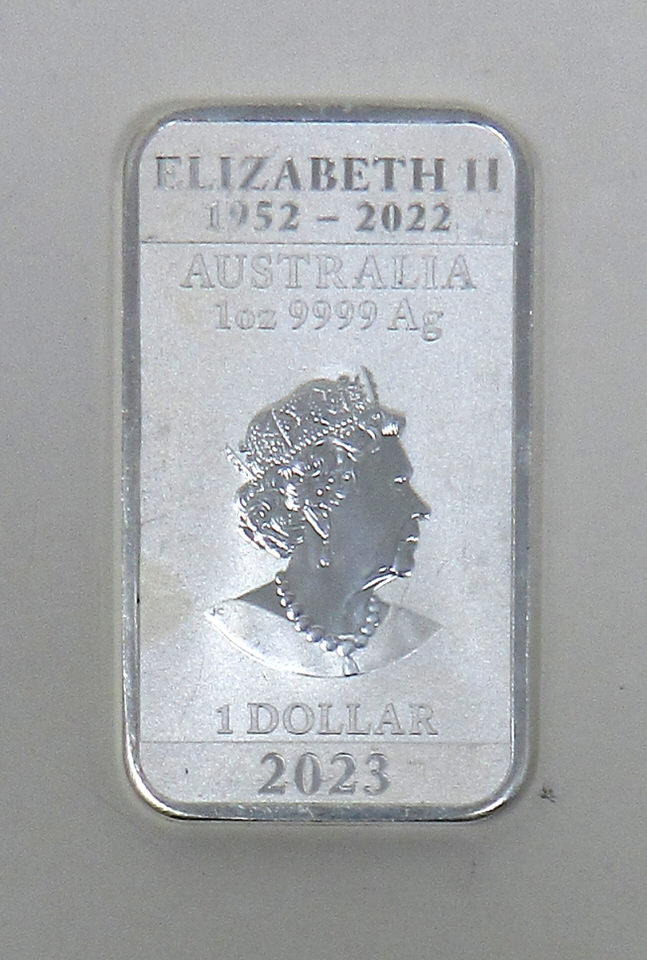 ELIZABETH II
1952 – 2022
AUSTRALIA
1oz 9999 Ag
1 DOLLAR
2023